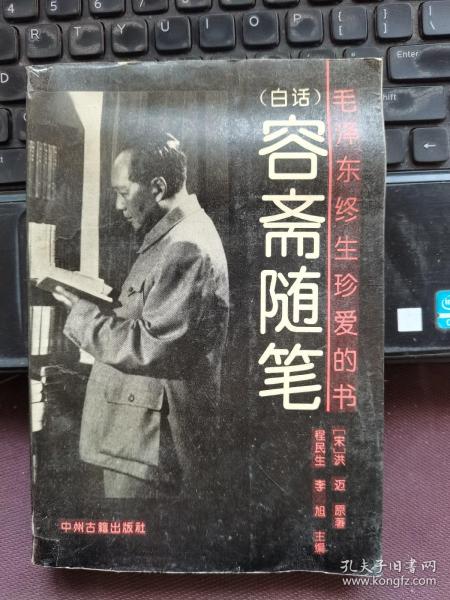 毛泽东终生珍爱的书
（白话）
容斋随笔
［宋］洪迈 原著
程民生 李旭 主编
中州古籍出版社
Enter
Shift
R
T
Y
U
I
O
P
孔夫子旧书网
www.kongfz.com